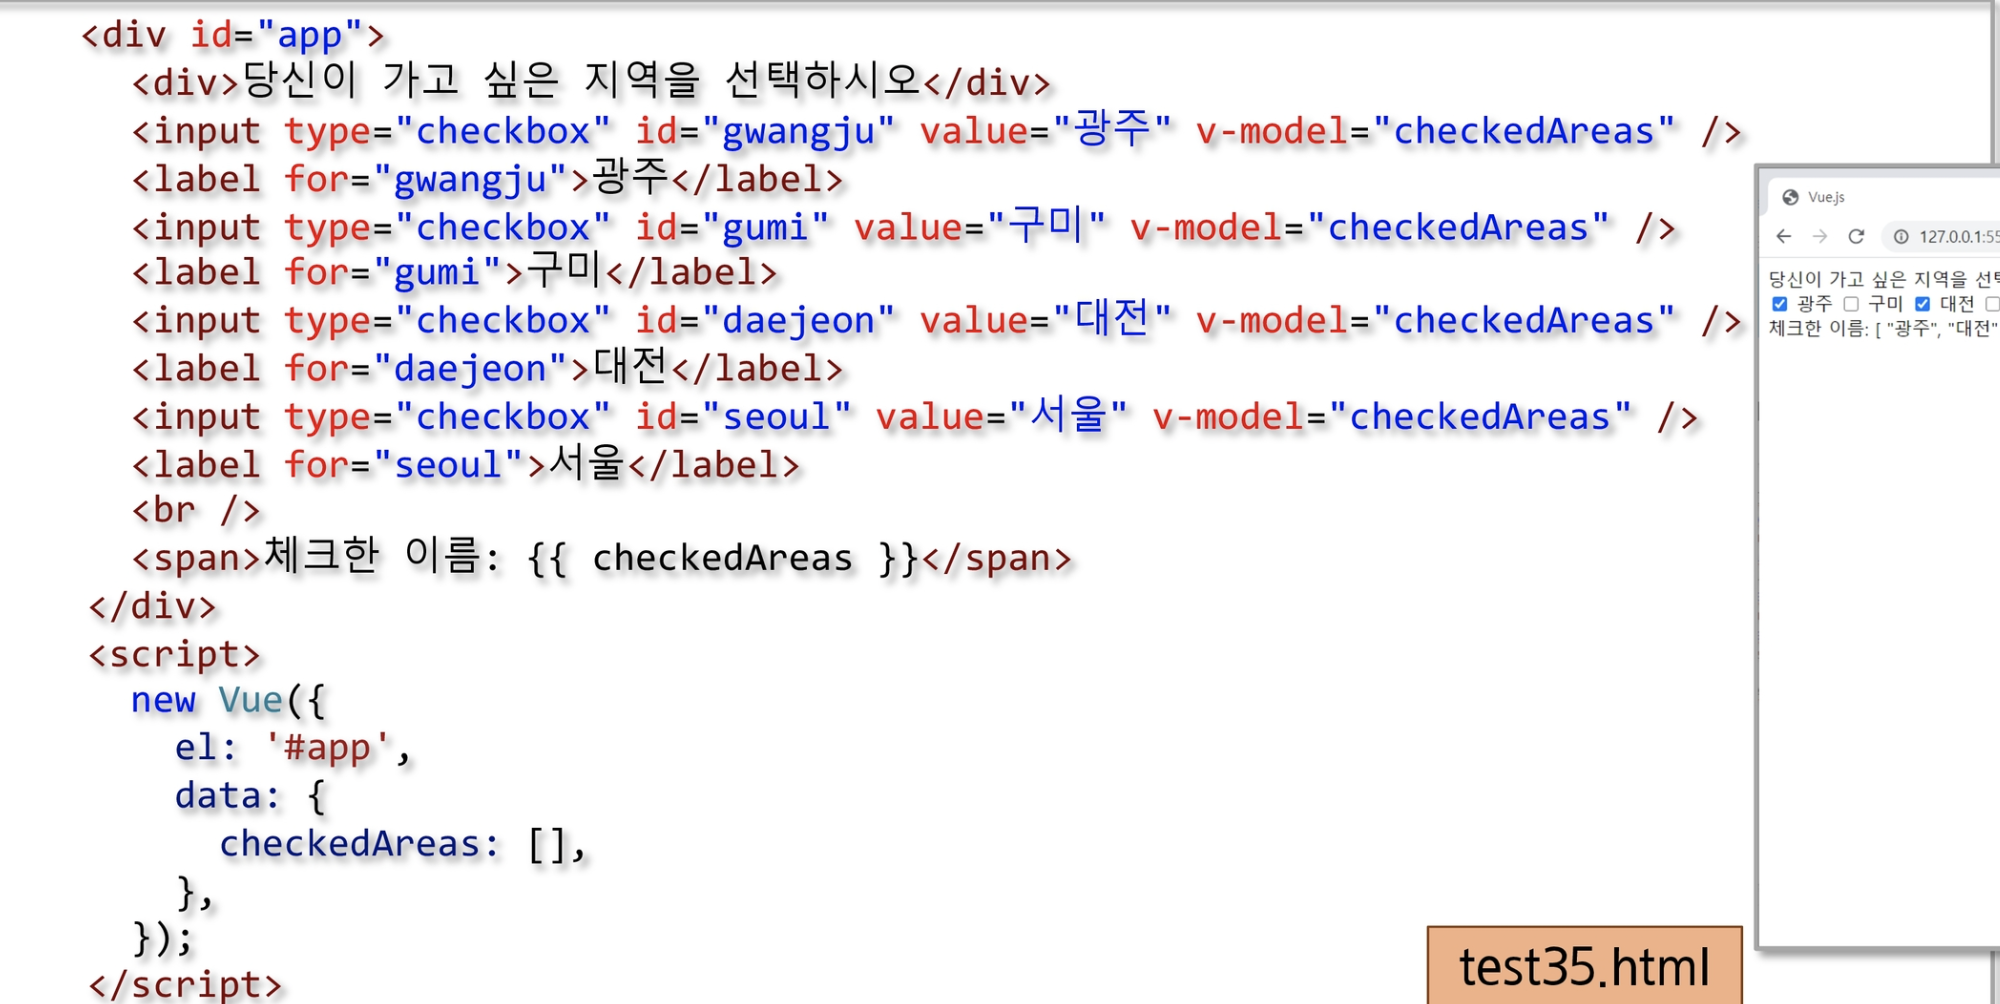 <div id="app">
<div>당신이 가고 싶은 지역을 선택하시오</div>
<input type="checkbox" id="gwangju" value="광주" v-model="checkedAreas" />
<label for="gwangju">광주</label>
<input type="checkbox" id="gumi" value="구미" v-model="checkedAreas" />
<label for="gumi">구미</label>
<input type="checkbox" id="daejeon" value="대전" v-model="checkedAreas" />
<label for="daejeon">대전</label>
<input type="checkbox" id="seoul" value="서울" v-model="checkedAreas" />
<label for="seoul">서울</label>
<br />
<span>체크한 이름: {{ checkedAreas }}</span>
</div>
<script>
new Vue({
el: '#app',
data: {
checkedAreas: [],
},
});
</script>
test35.html
Vue.js
127.0.0.1:55
당신이 가고 싶은 지역을 선택
광주 구미 대전
체크한 이름: [ "광주", "대전"